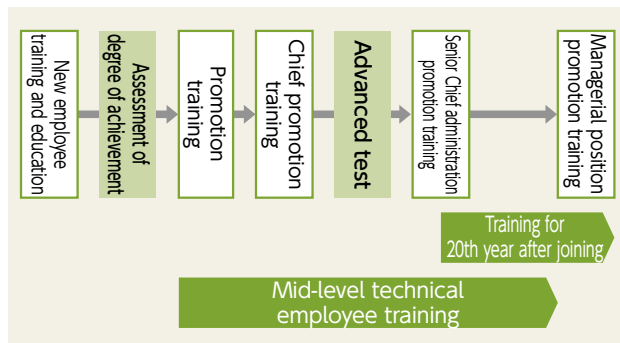 New employee
training and education
Assessment of
degree of achievement
Promotion
training
Chief promotion
training
Advanced test
Senior Chief administration
promotion training
Managerial position
promotion training
Training for
20th year after joining
Mid-level technical
employee training